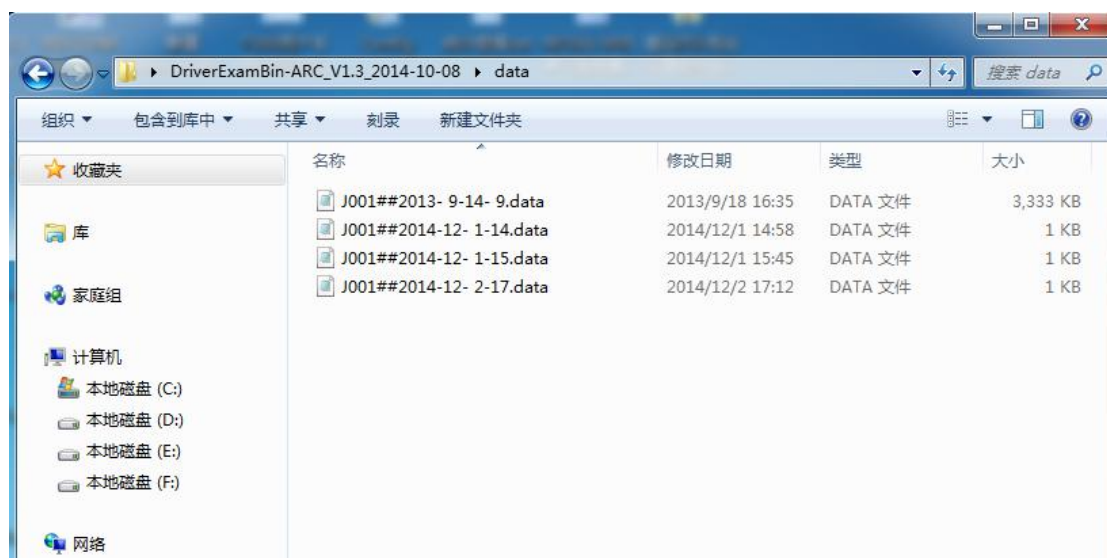 DriverExamBin-ARC_V1.3_2014-10-08 data 搜索 data
组织 包含到库中 共享 刻录 新建文件夹
收藏夹
库
家庭组
计算机
本地磁盘 (C:)
本地磁盘 (D:)
本地磁盘 (E:)
本地磁盘 (F:)
网络
名称 修改日期 类型 大小
J001##2013- 9-14- 9.data 2013/9/18 16:35 DATA 文件 3,333 KB
J001##2014-12- 1-14.data 2014/12/1 14:58 DATA 文件 1 KB
J001##2014-12- 1-15.data 2014/12/1 15:45 DATA 文件 1 KB
J001##2014-12- 2-17.data 2014/12/2 17:12 DATA 文件 1 KB